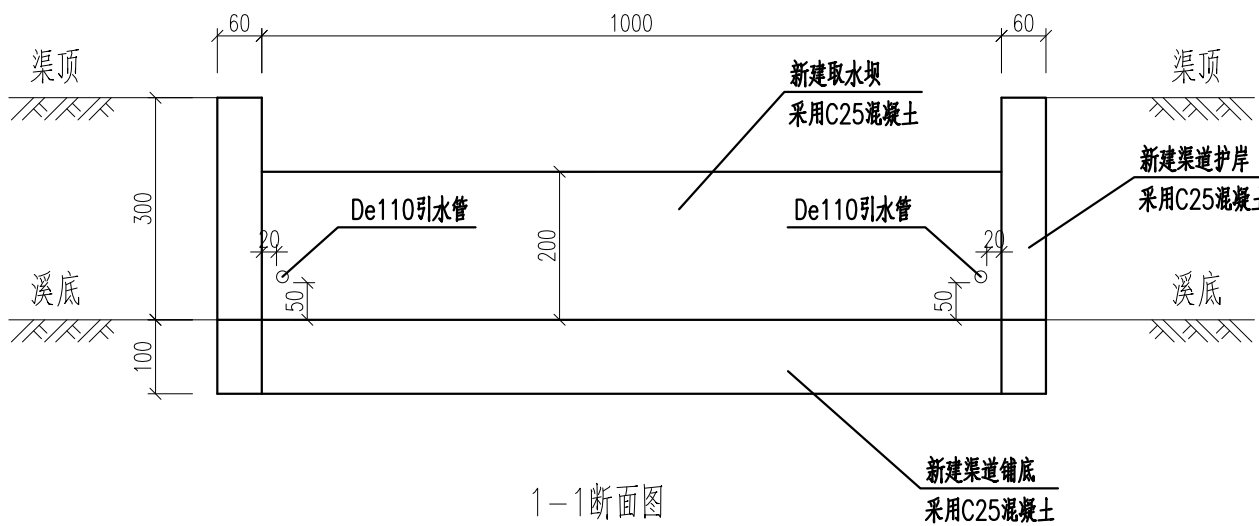 60
1000
60
渠顶
渠顶
新建取水坝
采用C25混凝土
新建渠道护岸
采用C25混凝土
300
De110引水管
De110引水管
20
200
20
溪底
溪底
50
50
100
新建渠道铺底
采用C25混凝土
1-1断面图